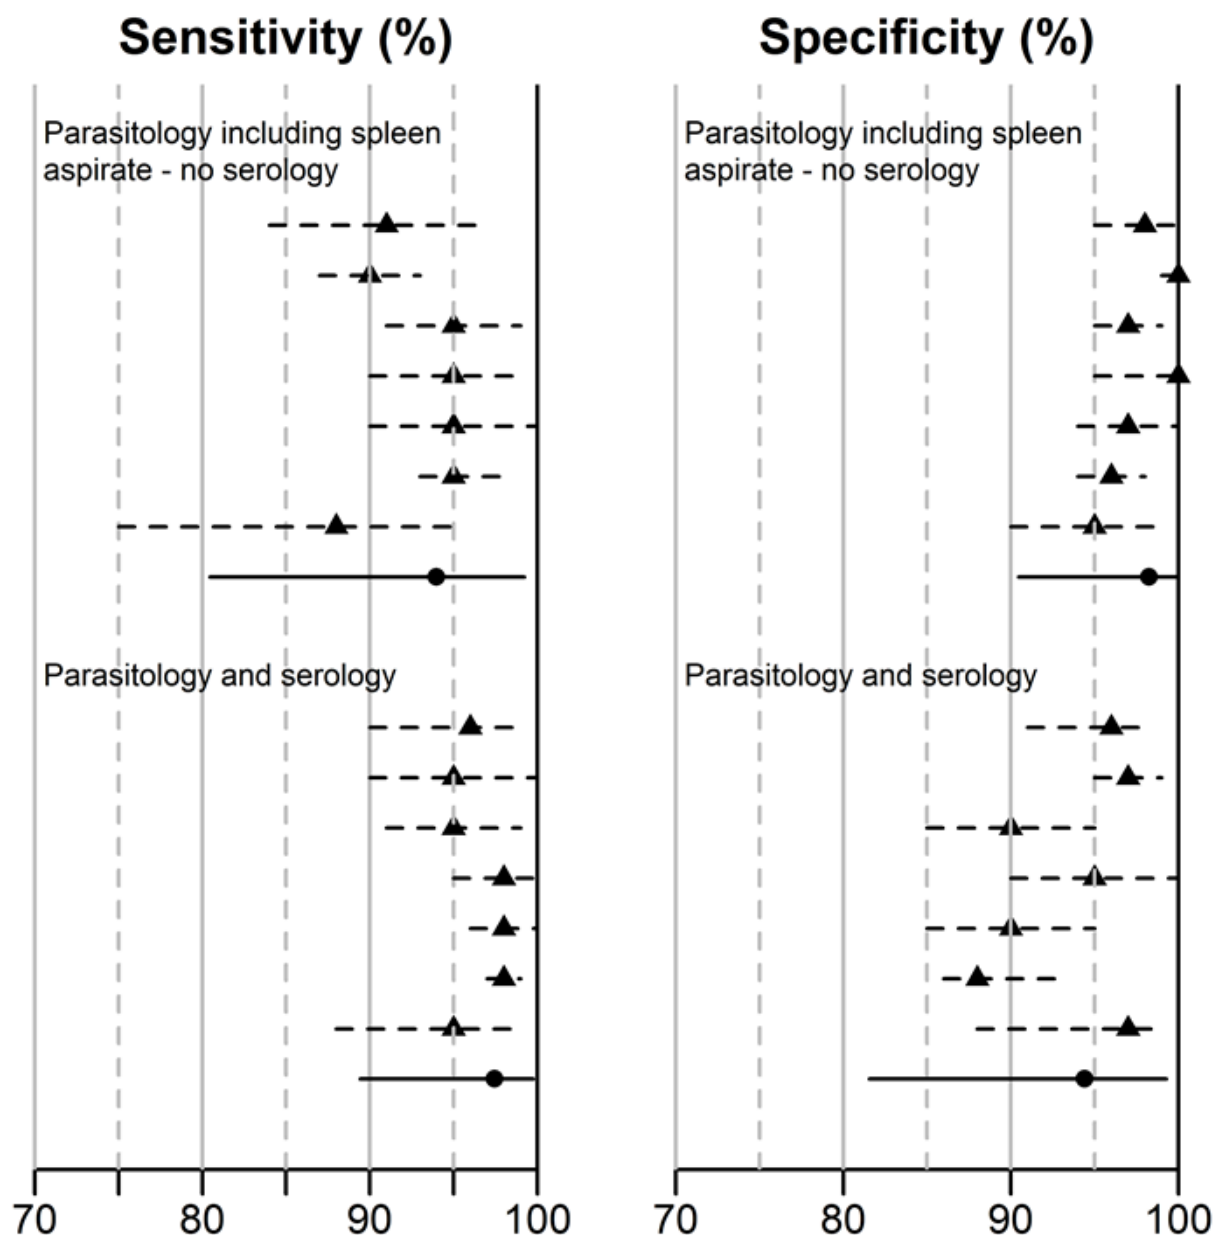 Sensitivity (%)
Parasitology including spleen
aspirate - no serology
Parasitology and serology
70 80 90 100
Specificity (%)
Parasitology including spleen
aspirate - no serology
Parasitology and serology
70 80 90 100